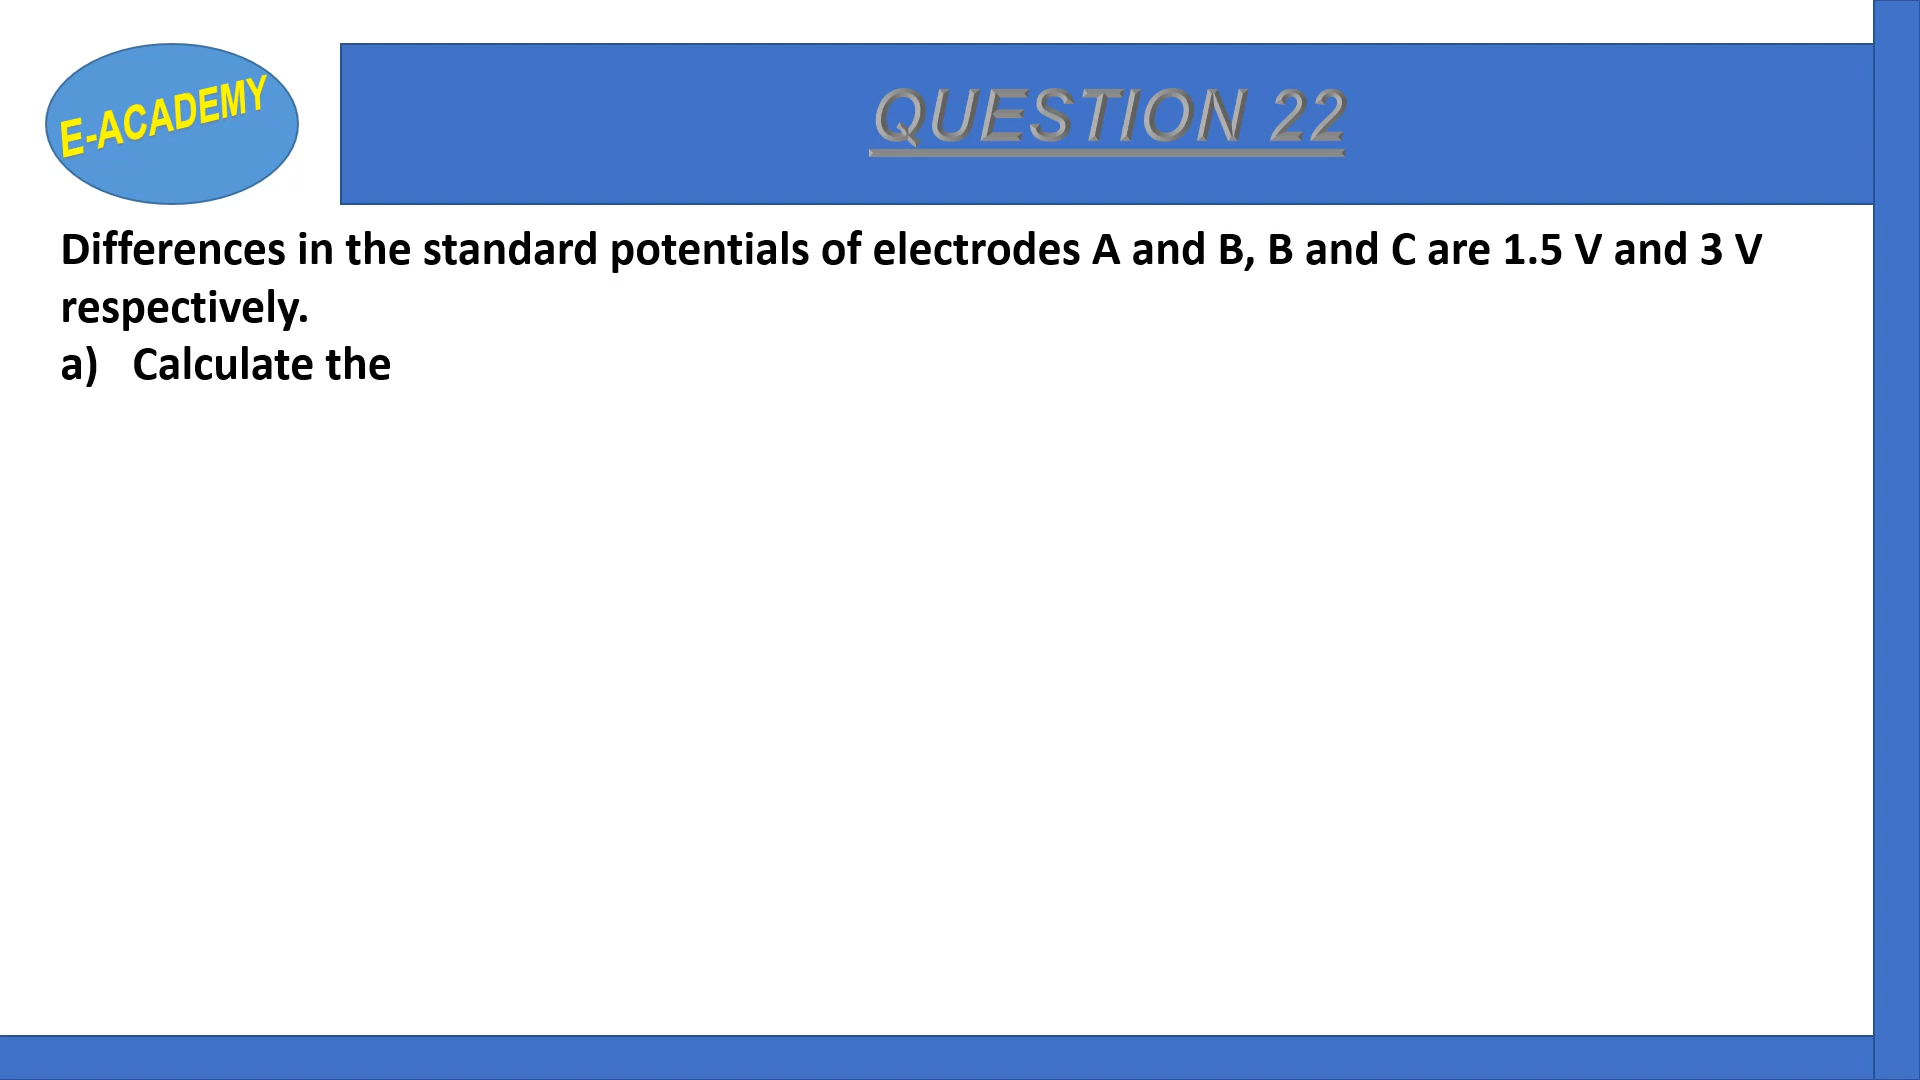 E-ACADEMY
QUESTION 22
Differences in the standard potentials of electrodes A and B, B and C are 1.5 V and 3 V
respectively.
a) Calculate the